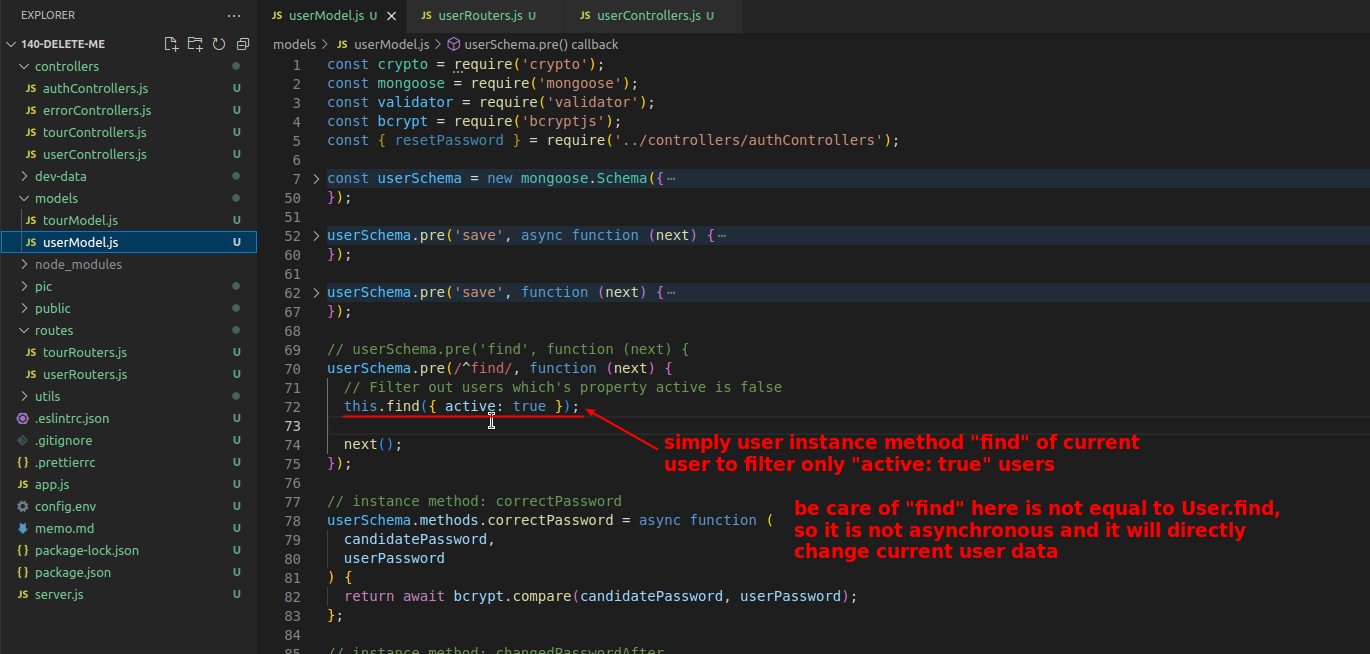 EXPLORER
···
140-DELETE-ME
controllers
JS authControllers.js U
JS errorControllers.js U
JS tourControllers.js U
JS userControllers.js U
dev-data
models
JS tourModel.js U
JS userModel.js U
node_modules
pic
public
routes
JS tourRouters.js U
JS userRouters.js U
utils
.eslintrc.json U
.gitignore U
{} .prettierrc U
JS app.js U
config.env U
memo.md U
{} package-lock.json U
{} package.json U
JS server.js U
JS userModel.js U
JS userRouters.js U
JS userControllers.js U
models > JS userModel.js > userSchema.pre() callback
1 const crypto = require('crypto');
2 const mongoose = require('mongoose');
3 const validator = require('validator');
4 const bcrypt = require('bcryptjs');
5 const { resetPassword } = require('../controllers/authControllers');
6
7 const userSchema = new mongoose.Schema({···
50 });
51
52 userSchema.pre('save', async function (next) {···
60 });
61
62 userSchema.pre('save', function (next) {···
67 });
68
69 // userSchema.pre('find', function (next) {
70 userSchema.pre(/^find/, function (next) {
71 // Filter out users which's property active is false
72 this.find({ active: true });
73
74 next();
75 });
76
77 // instance method: correctPassword
78 userSchema.methods.correctPassword = async function (
79 candidatePassword,
80 userPassword
81 ) {
82 return await bcrypt.compare(candidatePassword, userPassword);
83 };
84
85 // instance method: changedPasswordAfter
simply user instance method "find" of current
user to filter only "active: true" users
be care of "find" here is not equal to User.find,
so it is not asynchronous and it will directly
change current user data